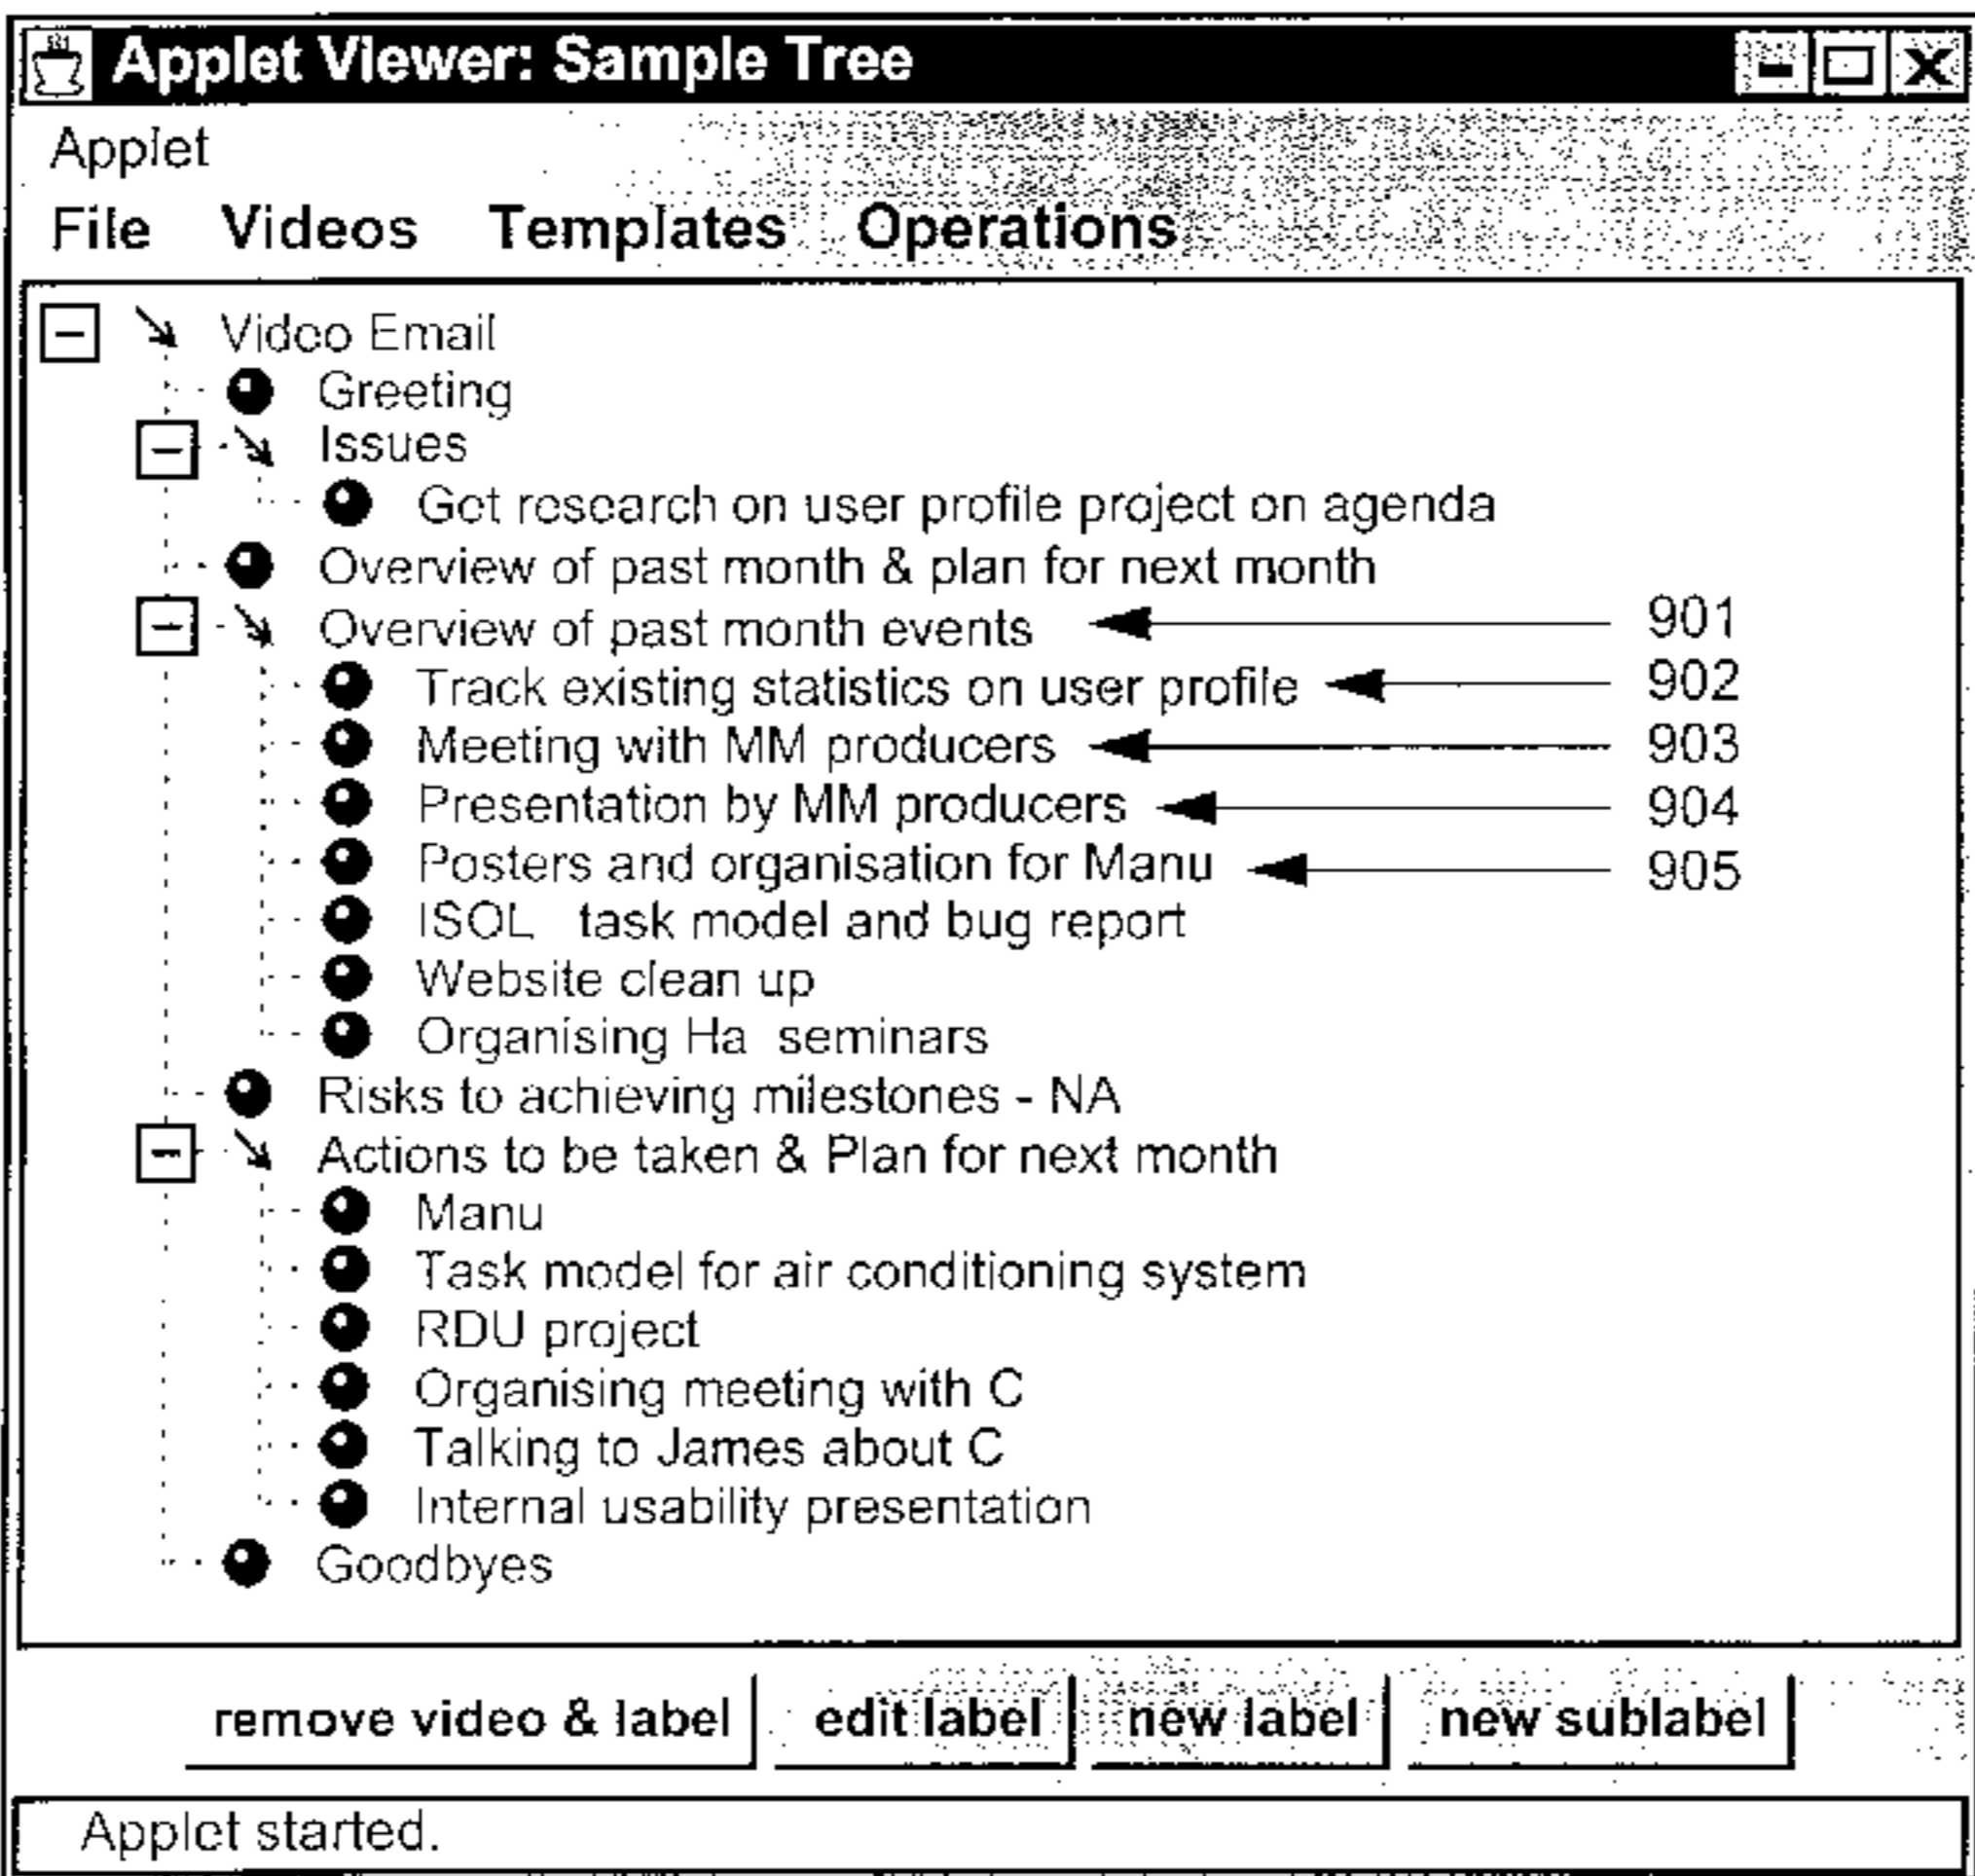 Applet Viewer: Sample Tree
Applet
File Videos Templates Operations
Video Email
Greeting
Issues
Get research on user profile project on agenda
Overview of past month & plan for next month
Overview of past month events 901
Track existing statistics on user profile 902
Meeting with MM producers 903
Presentation by MM producers 904
Posters and organisation for Manu 905
ISOL task model and bug report
Website clean up
Organising Ha seminars
Risks to achieving milestones - NA
Actions to be taken & Plan for next month
Manu
Task model for air conditioning system
RDU project
Organising meeting with C
Talking to James about C
Internal usability presentation
Goodbyes
remove video & label edit label new label new sublabel
Applet started.